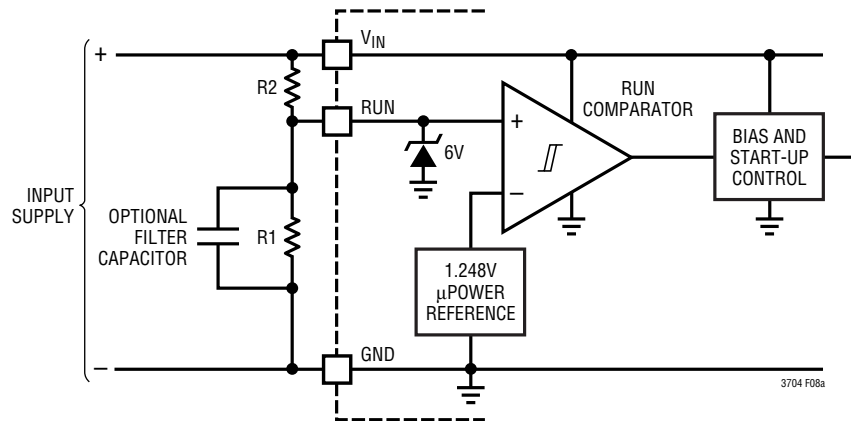 V_IN
+
R2
RUN
RUN
COMPARATOR
+
6V
BIAS AND
START-UP
CONTROL
INPUT
SUPPLY
−
OPTIONAL
FILTER
CAPACITOR
R1
1.248V
µPOWER
REFERENCE
GND
−
3704 F08a